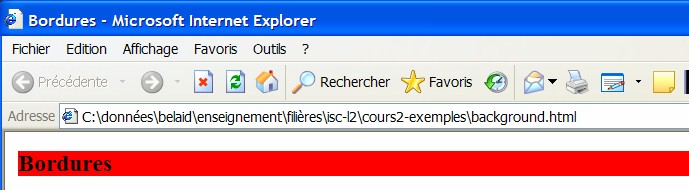 Bordures - Microsoft Internet Explorer
Fichier Edition Affichage Favoris Outils ?
Précédente Rechercher Favoris
Adresse C:\données\belaid\enseignement\filières\isc-l2\cours2-exemples\background.html
Bordures